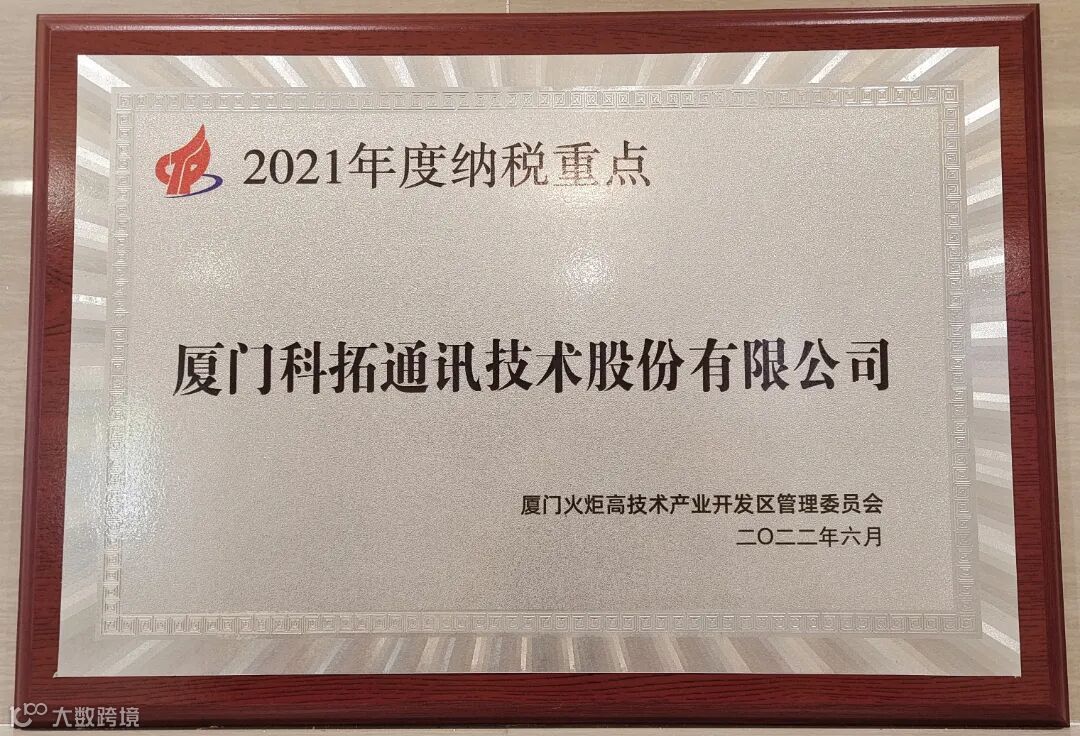 2021年度纳税重点
厦门科拓通讯技术股份有限公司
厦门火炬高技术产业开发区管理委员会
二〇二二年六月
大数跨境